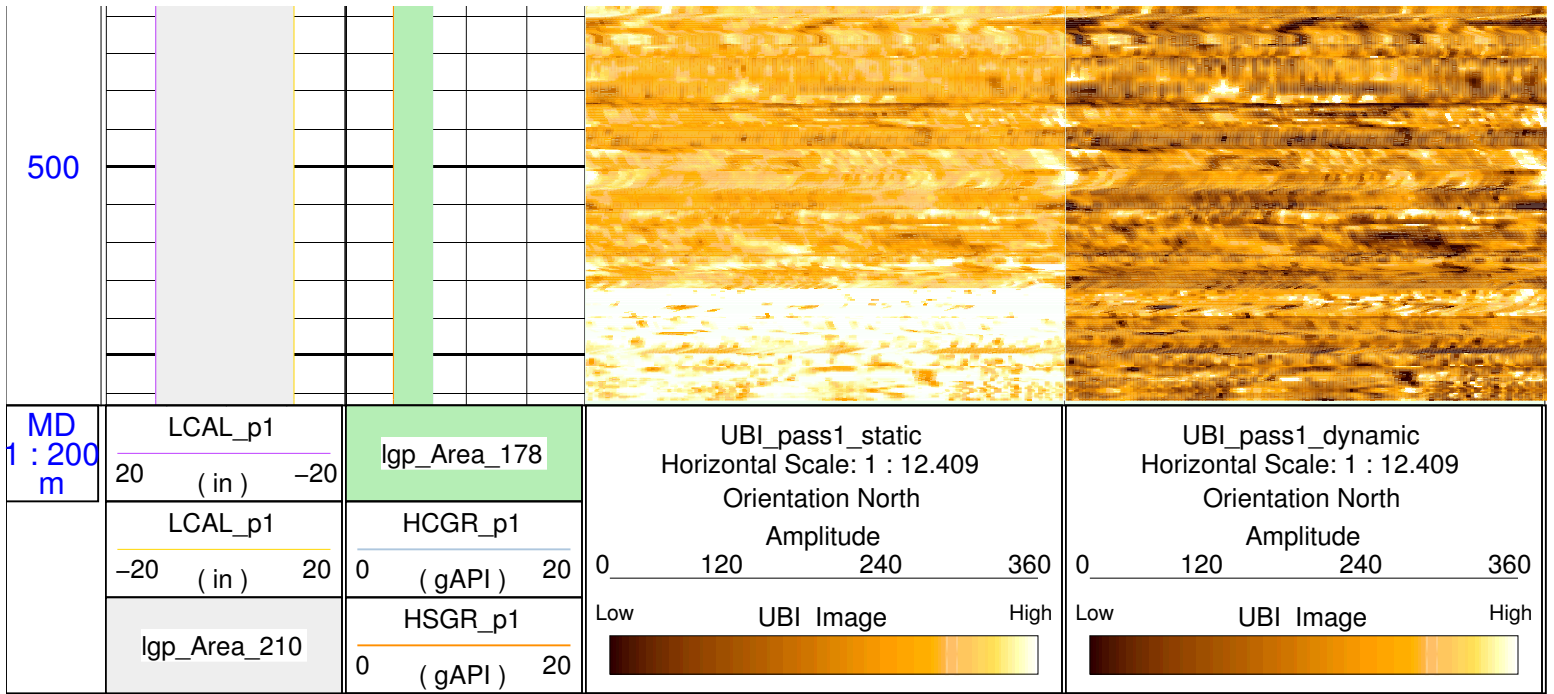 500
MD
1 : 200
m
LCAL_p1
20 ( in ) −20
LCAL_p1
−20 ( in ) 20
lgp_Area_210
lgp_Area_178
HCGR_p1
0 ( gAPI ) 20
HSGR_p1
0 ( gAPI ) 20
UBI_pass1_static
Horizontal Scale: 1 : 12.409
Orientation North
Amplitude
0 120 240 360
Low UBI Image High
UBI_pass1_dynamic
Horizontal Scale: 1 : 12.409
Orientation North
Amplitude
0 120 240 360
Low UBI Image High